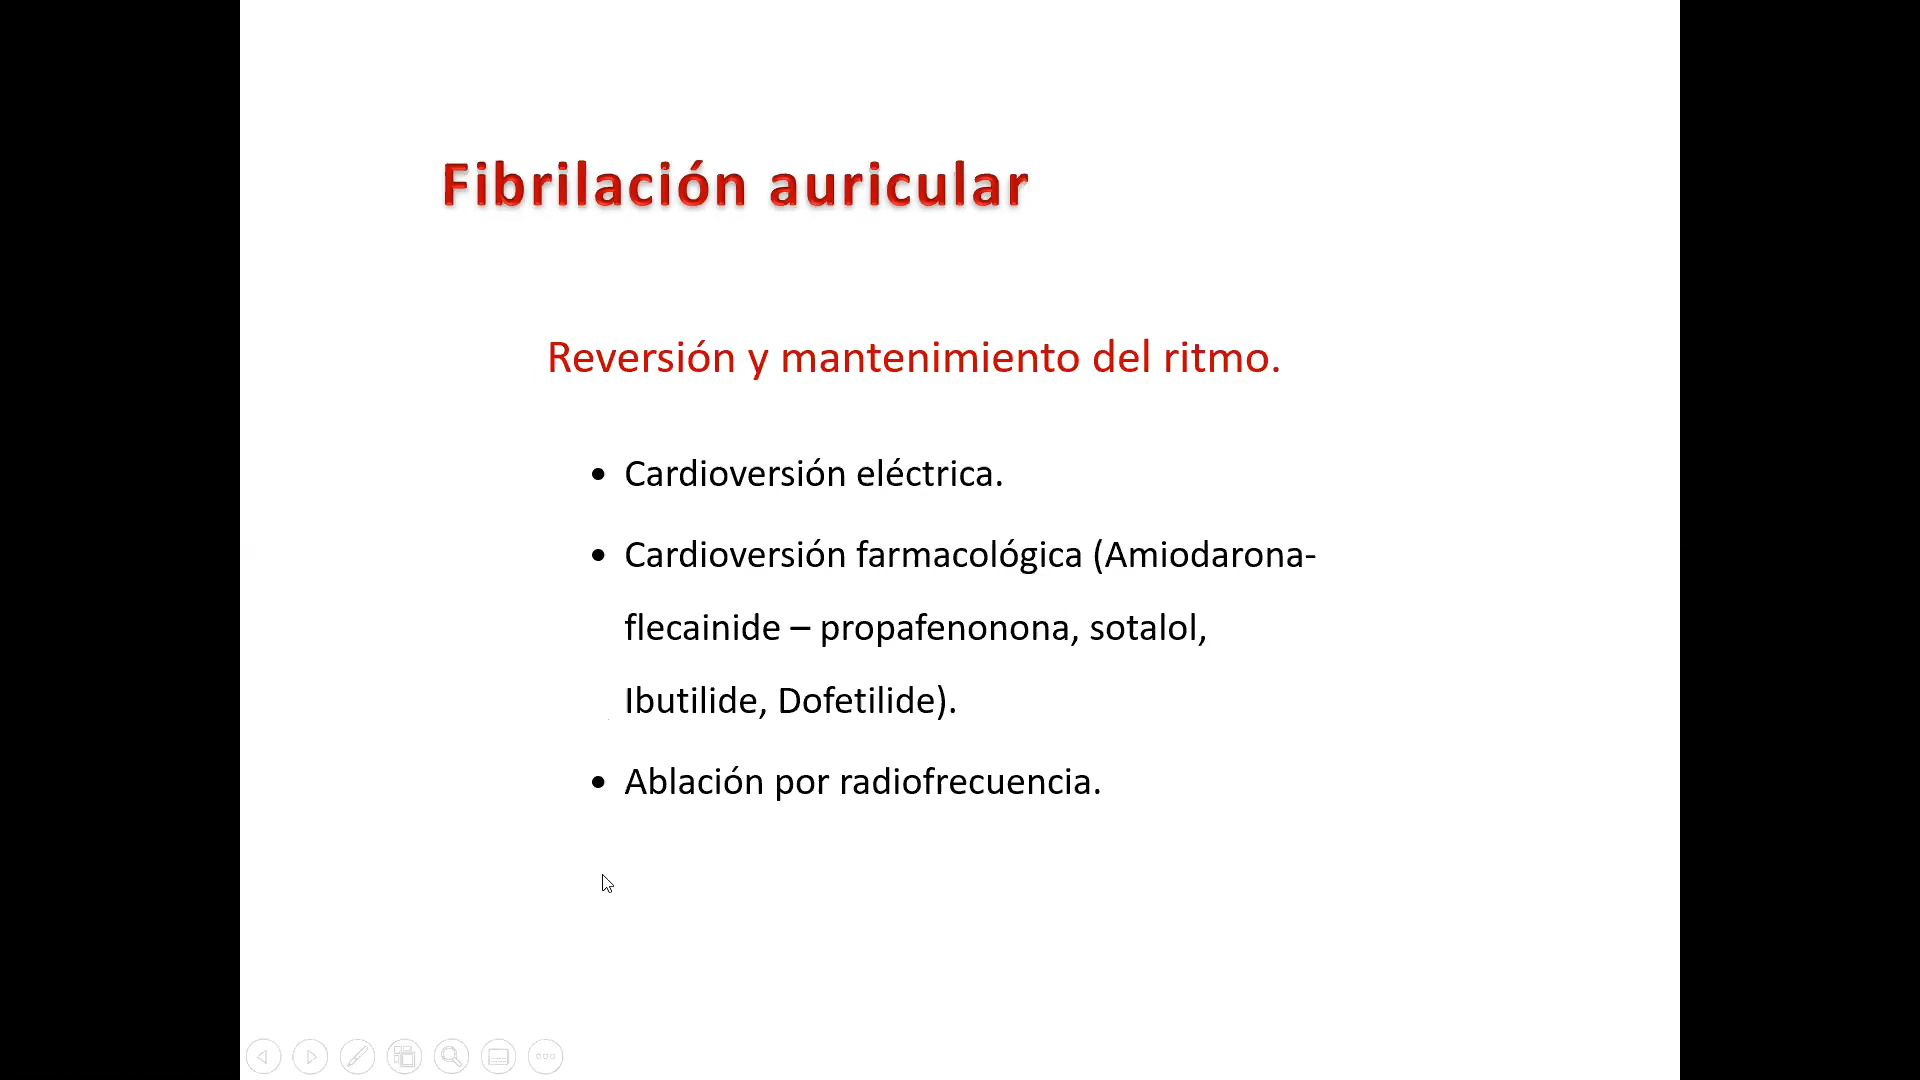 Fibrilación auricular
Reversión y mantenimiento del ritmo.
• Cardioversión eléctrica.
• Cardioversión farmacológica (Amiodarona-
flecainide – propafenonona, sotalol,
Ibutilide, Dofetilide).
• Ablación por radiofrecuencia.